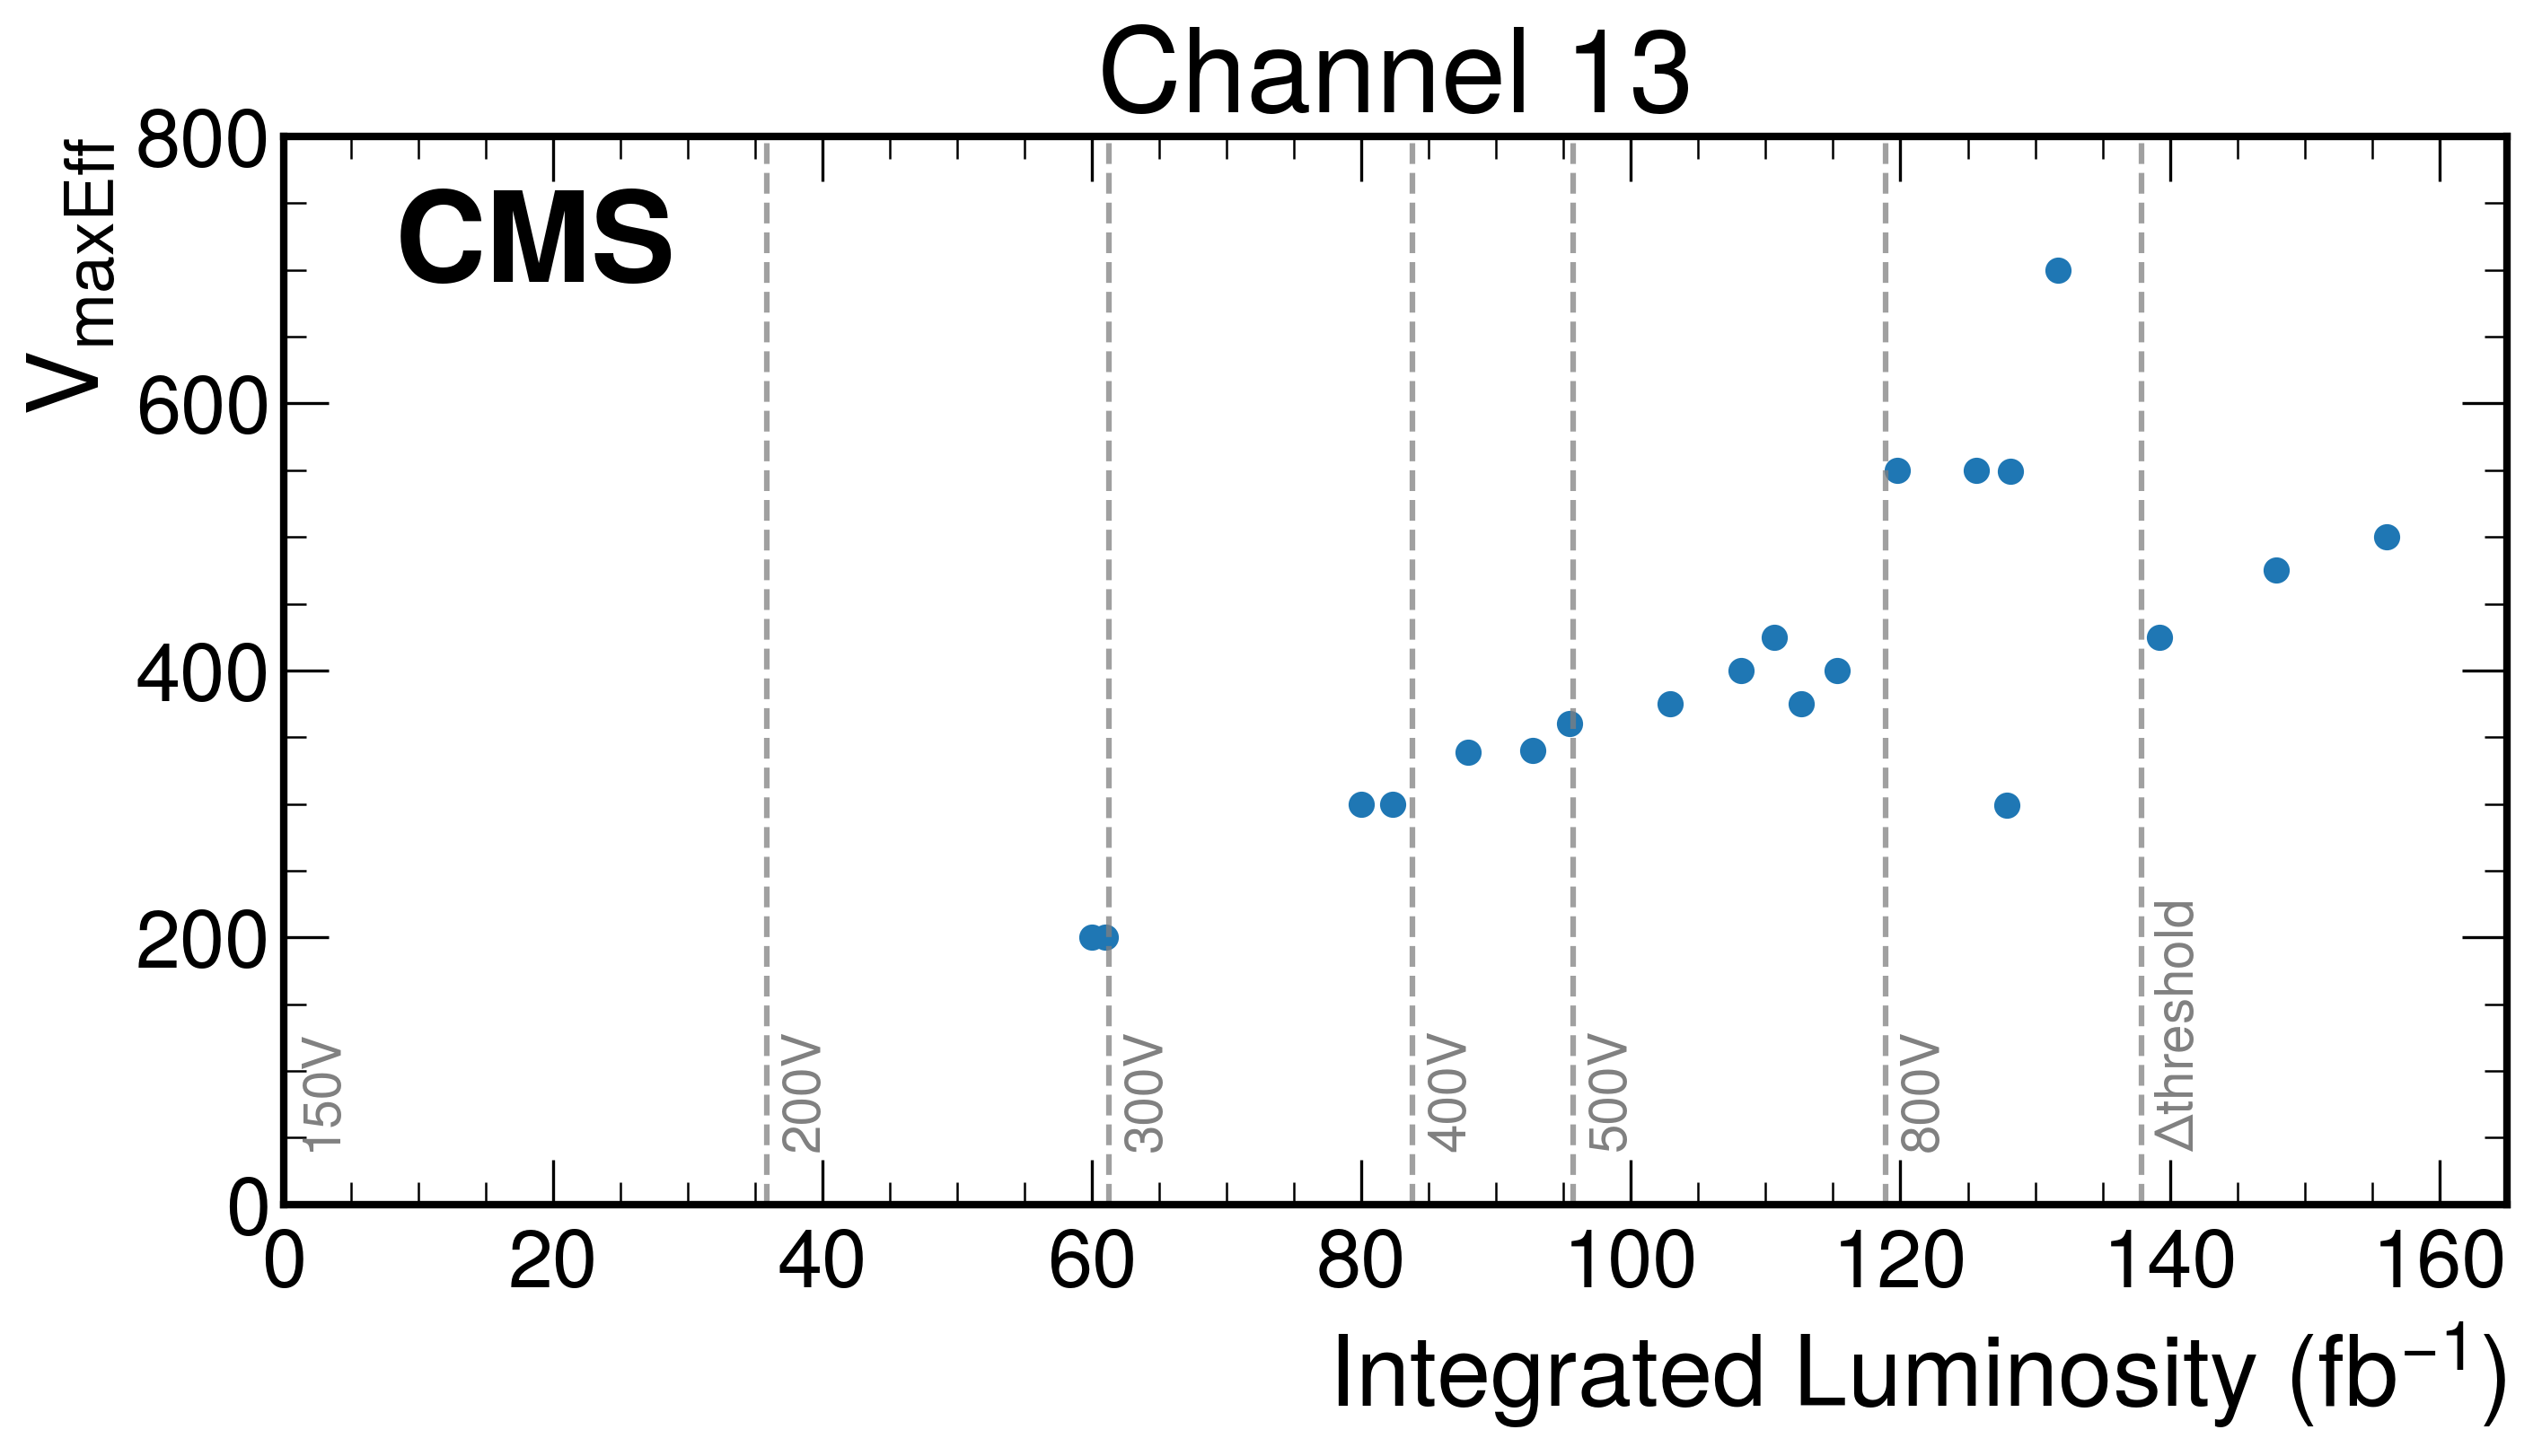 Channel 13
V_maxEff
800
600
400
200
0
CMS
150V
200V
300V
400V
500V
800V
Δthreshold
0 20 40 60 80 100 120 140 160
Integrated Luminosity (fb⁻¹)